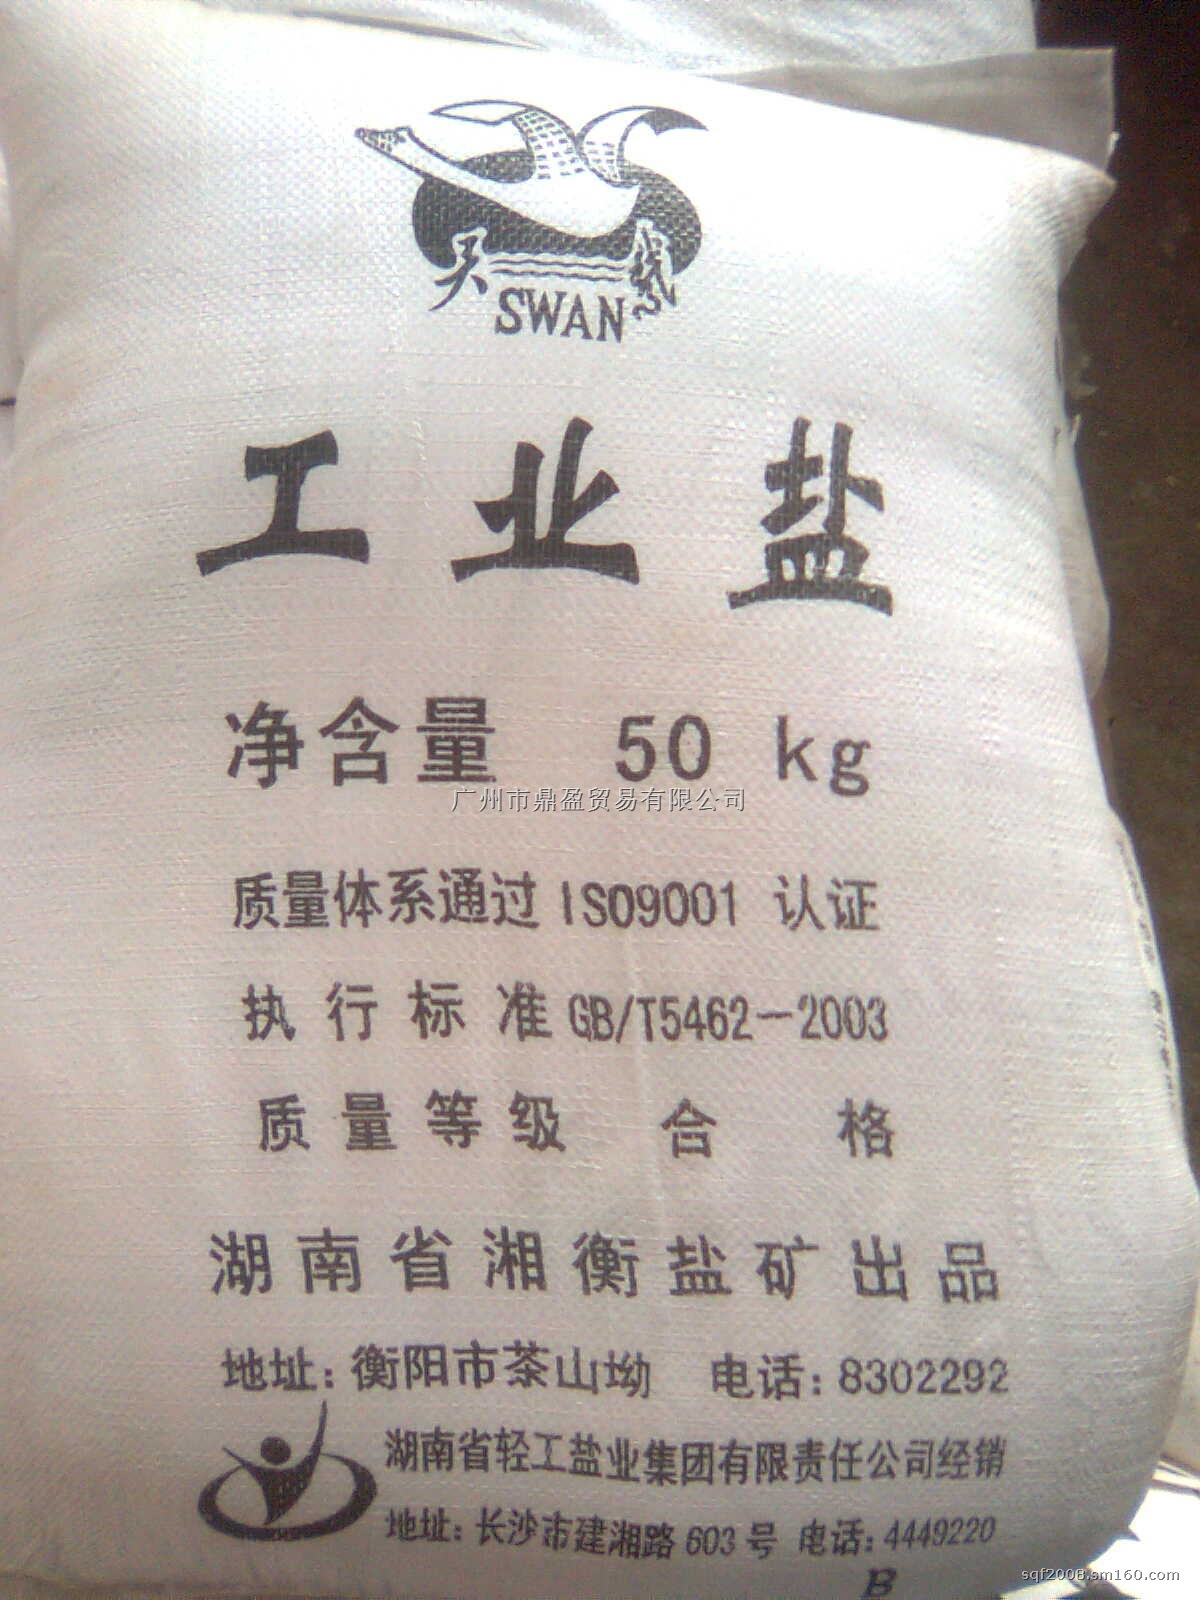 天鹅
SWAN
工业盐
净含量 50 kg
广州市鼎盈贸易有限公司
质量体系通过 ISO9001 认证
执行标准 GB/T5462-2003
质量等级 合格
湖南省湘衡盐矿出品
地址:衡阳市茶山坳 电话:8302292
湖南省轻工盐业集团有限责任公司经销
地址:长沙市建湘路 603 号 电话:4449220
B
sqf2008.sm160.com